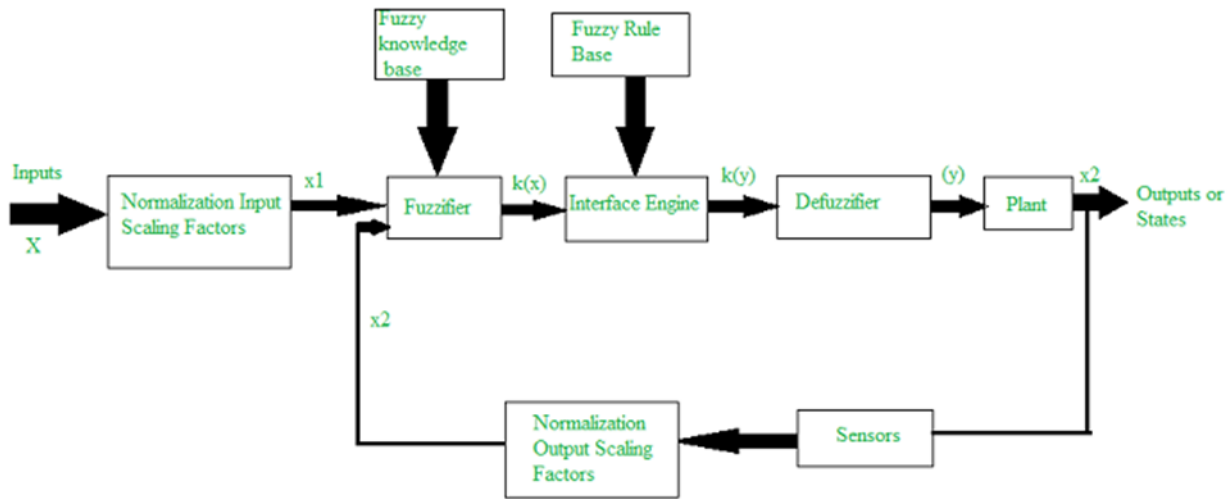 Fuzzy
knowledge
base
Fuzzy Rule
Base
Inputs
X
Normalization Input
Scaling Factors
x1
Fuzzifier
k(x)
Interface Engine
k(y)
Defuzzifier
(y)
Plant
x2
Outputs or
States
x2
Normalization
Output Scaling
Factors
Sensors